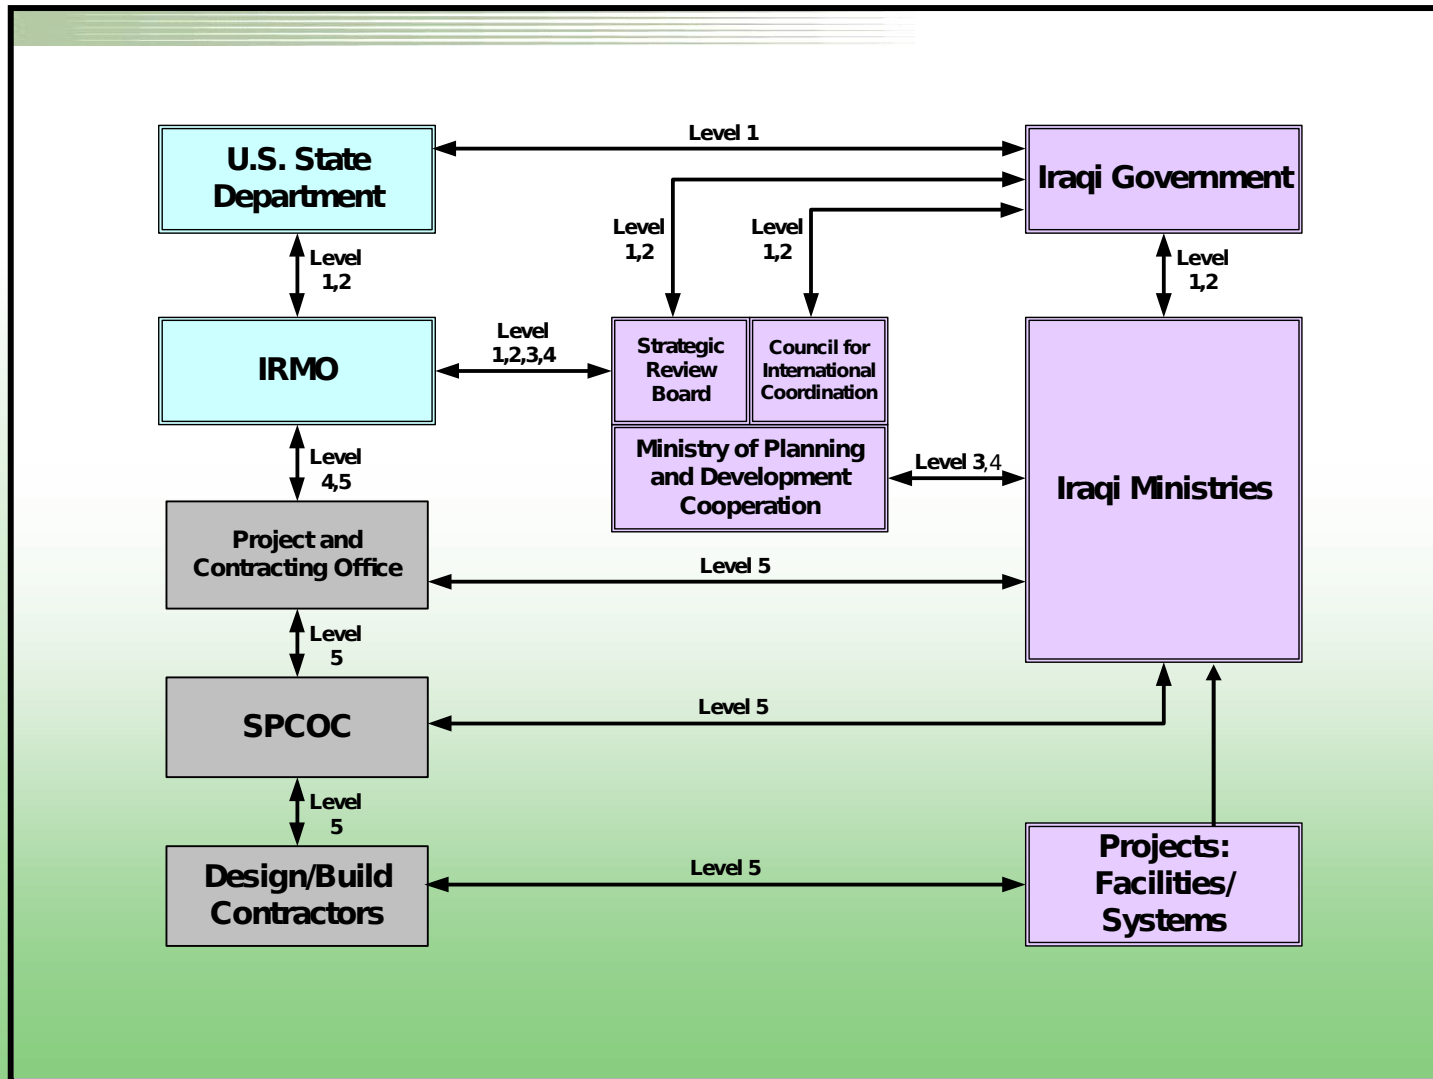 Level 1
U.S. State
Department
Iraqi Government
Level
1,2
Level
1,2
Level
1,2
Level
1,2
IRMO
Level
1,2,3,4
Strategic
Review
Board
Council for
International
Coordination
Ministry of Planning
and Development
Cooperation
Level 3,4
Iraqi Ministries
Level
4,5
Project and
Contracting Office
Level 5
Level
5
SPCOC
Level 5
Level
5
Design/Build
Contractors
Level 5
Projects:
Facilities/
Systems